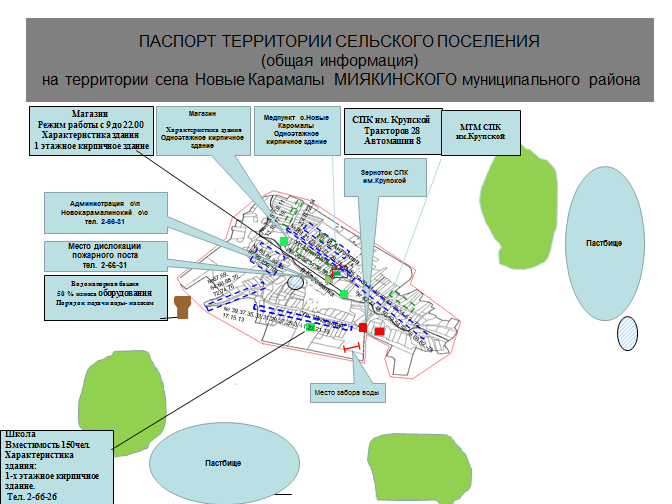 ПАСПОРТ ТЕРРИТОРИИ СЕЛЬСКОГО ПОСЕЛЕНИЯ
(общая информация)
на территории села Новые Карамалы МИЯКИНСКОГО муниципального района
Магазин
Режим работы с 9 до 22.00
Характеристика здания
1 этажное кирпичное здание
Магазин
Характеристика здания
Одноэтажное кирпичное
здание
Медпункт с.Новые
Каромалы
Одноэтажное
кирпичное здание
СПК им. Крупской
Тракторов 28
Автомашин 8
МТМ СПК
им.Крупской
Зерноток СПК
им.Крупской
Администрация с\п
Новокарамалинский с\с
тел. 2-66-31
Место дислокации
пожарного поста
тел. 2-66-31
Водонапорная башня
50 % износа оборудования
Порядок подачи воды- насосом
Пастбище
Место забора воды
Школа
Вместимость 150чел.
Характеристика
здания:
1-х этажное кирпичное
здание.
Тел. 2-66-26
Пастбище